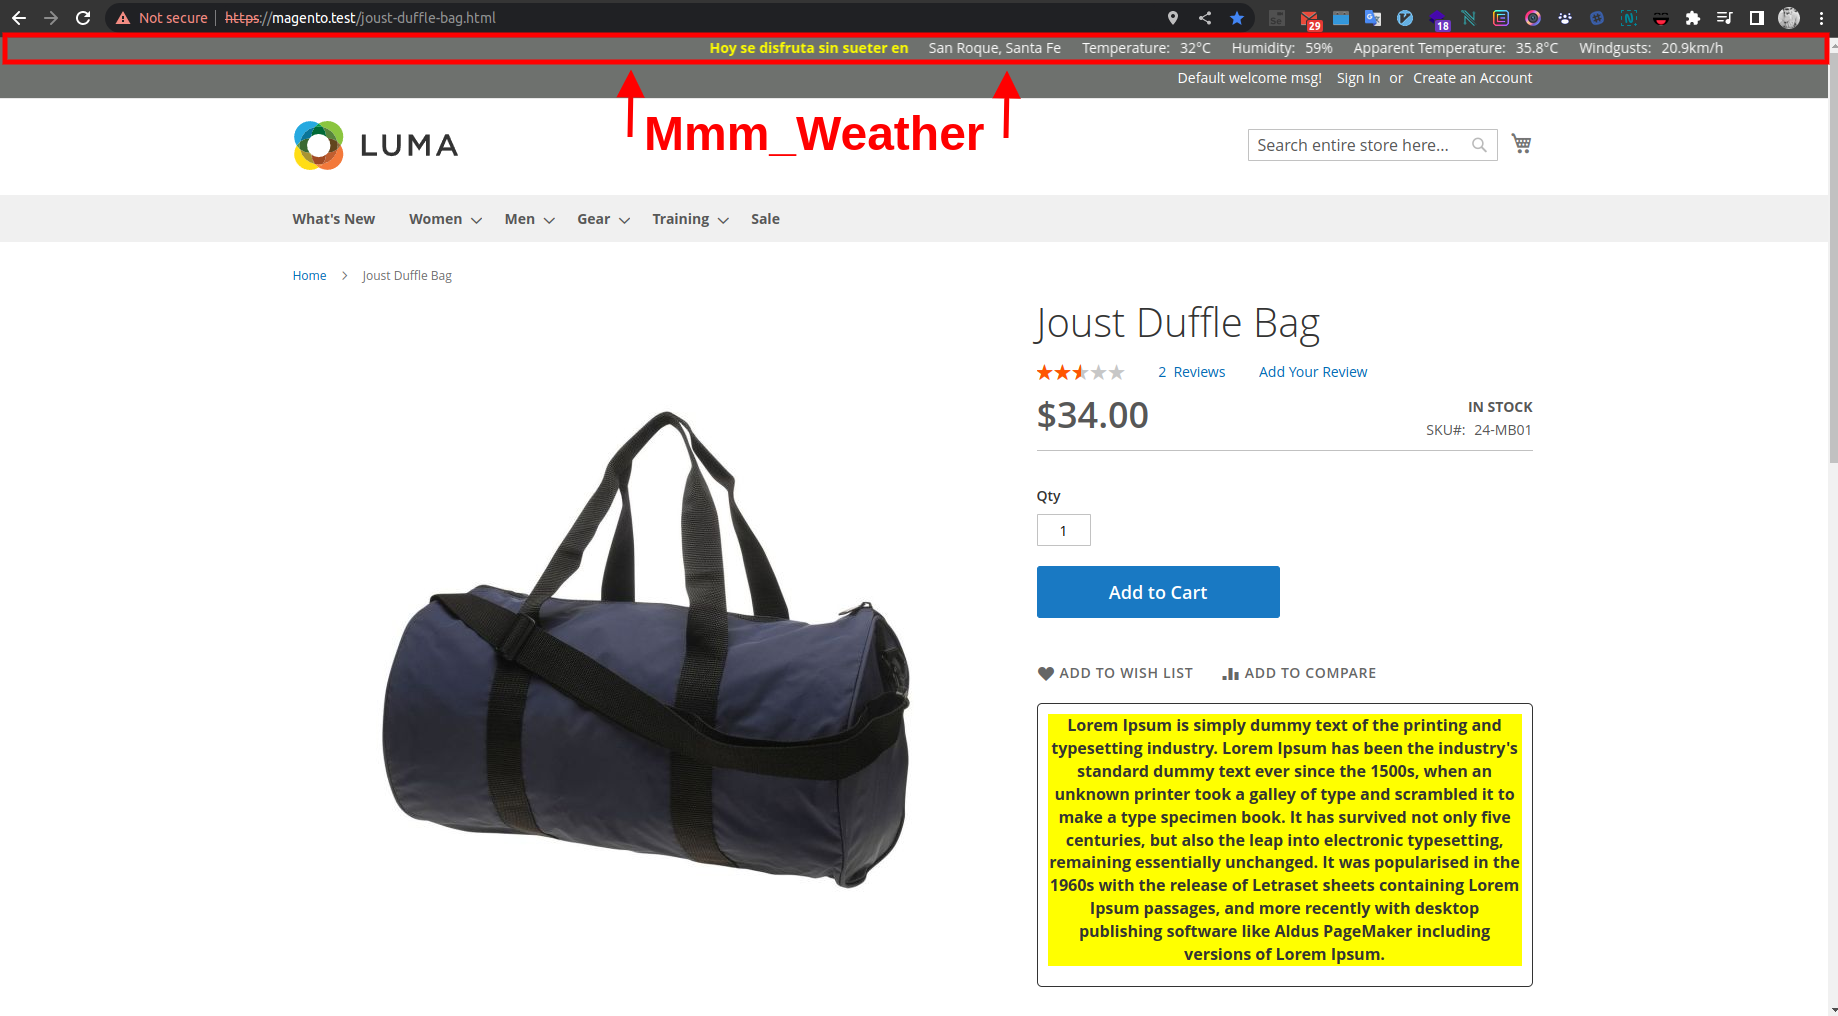 Not secure https://magento.test/joust-duffle-bag.html
29
18
Hoy se disfruta sin sueter en San Roque, Santa Fe Temperature: 32°C Humidity: 59% Apparent Temperature: 35.8°C Windgusts: 20.9km/h
Default welcome msg! Sign In or Create an Account
Mmm_Weather
LUMA
Search entire store here...
What's New Women Men Gear Training Sale
Home Joust Duffle Bag
Joust Duffle Bag
2 Reviews Add Your Review
$34.00
IN STOCK
SKU#: 24-MB01
Qty
1
Add to Cart
ADD TO WISH LIST ADD TO COMPARE
Lorem Ipsum is simply dummy text of the printing and
typesetting industry. Lorem Ipsum has been the industry's
standard dummy text ever since the 1500s, when an
unknown printer took a galley of type and scrambled it to
make a type specimen book. It has survived not only five
centuries, but also the leap into electronic typesetting,
remaining essentially unchanged. It was popularised in the
1960s with the release of Letraset sheets containing Lorem
Ipsum passages, and more recently with desktop
publishing software like Aldus PageMaker including
versions of Lorem Ipsum.